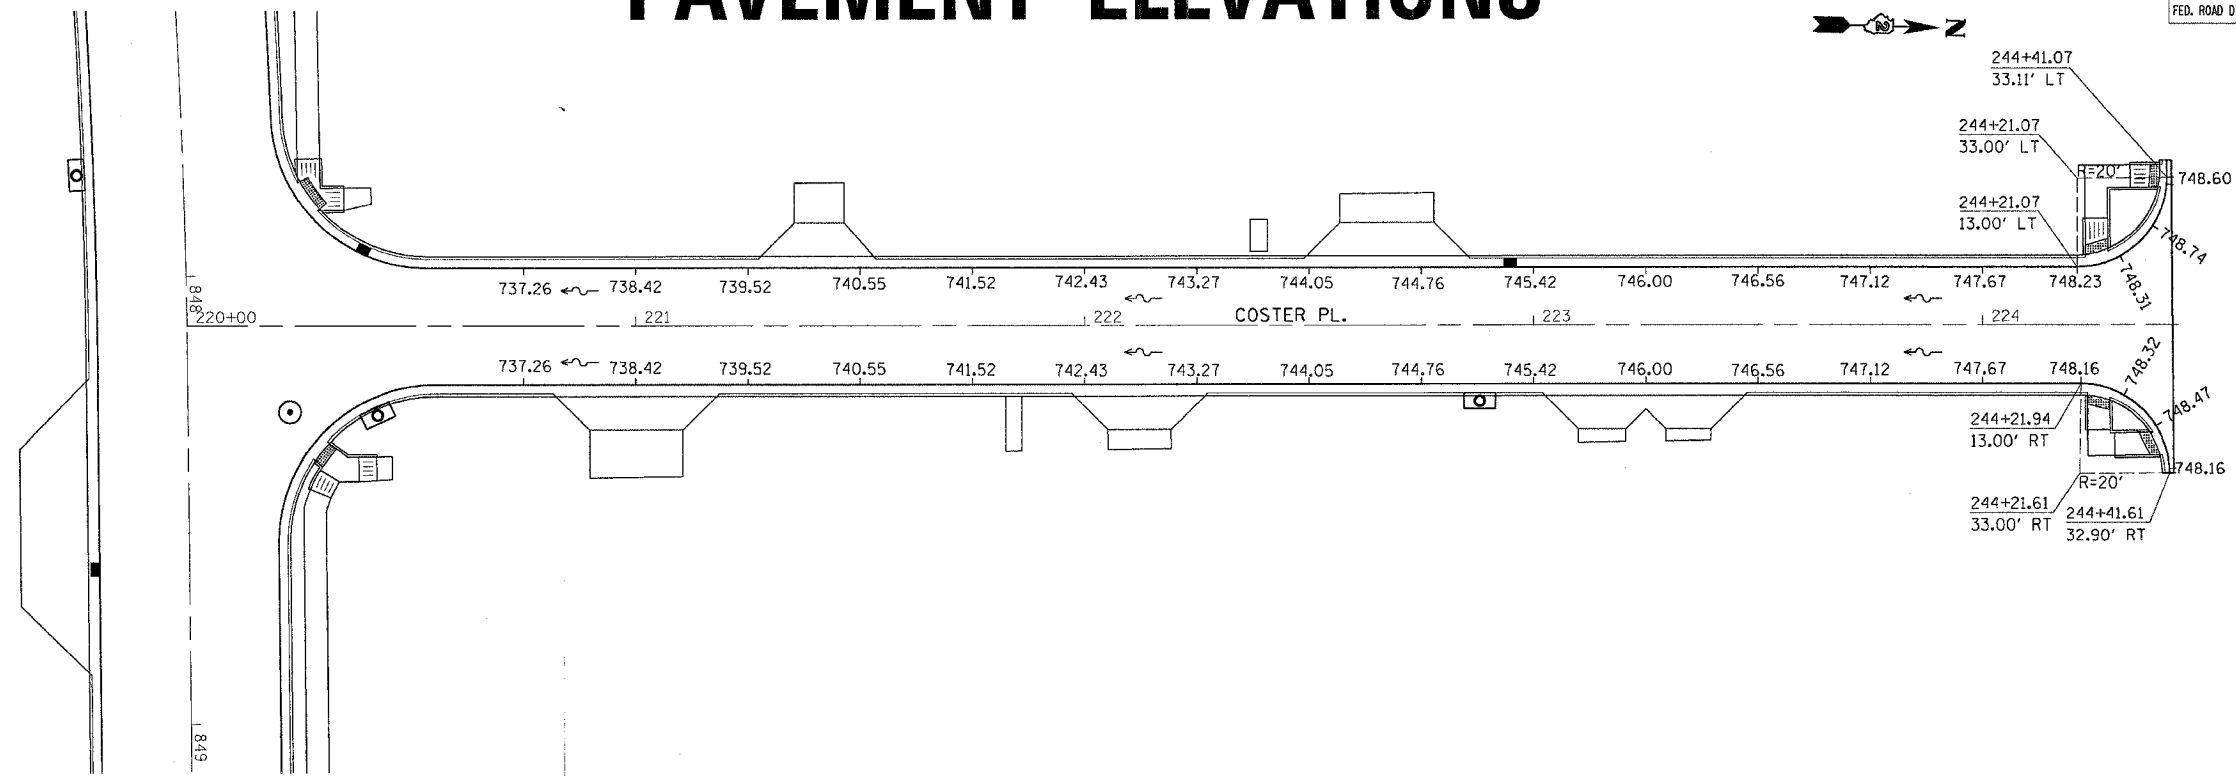 PAVEMENT ELEVATIONS
FED. ROAD D
N
244+41.07
33.11' LT
244+21.07
33.00' LT
R=20'
748.60
244+21.07
13.00' LT
748.74
748.31
737.26 738.42 739.52 740.55 741.52 742.43 743.27 744.05 744.76 745.42 746.00 746.56 747.12 747.67 748.23
848
220+00 221 222 COSTER PL. 223 224
737.26 738.42 739.52 740.55 741.52 742.43 743.27 744.05 744.76 745.42 746.00 746.56 747.12 747.67 748.16
748.32
748.47
244+21.94
13.00' RT
748.16
R=20'
244+21.61
33.00' RT
244+41.61
32.90' RT
849